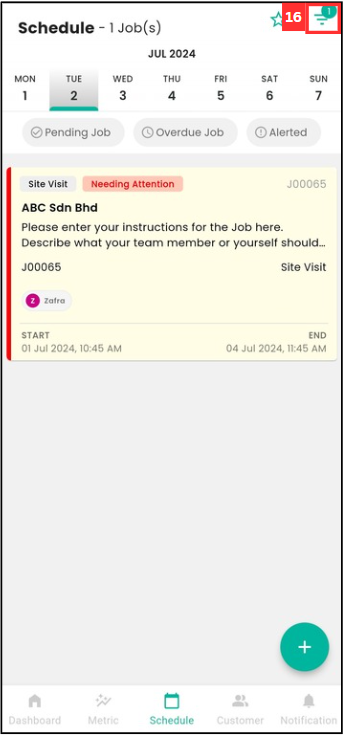 Schedule - 1 Job(s)
16
1
JUL 2024
MON TUE WED THU FRI SAT SUN
1 2 3 4 5 6 7
Pending Job Overdue Job Alerted
Site Visit Needing Attention J00065
ABC Sdn Bhd
Please enter your instructions for the Job here.
Describe what your team member or yourself should...
J00065 Site Visit
Z Zafra
START END
01 Jul 2024, 10:45 AM 04 Jul 2024, 11:45 AM
+
Dashboard Metric Schedule Customer Notification